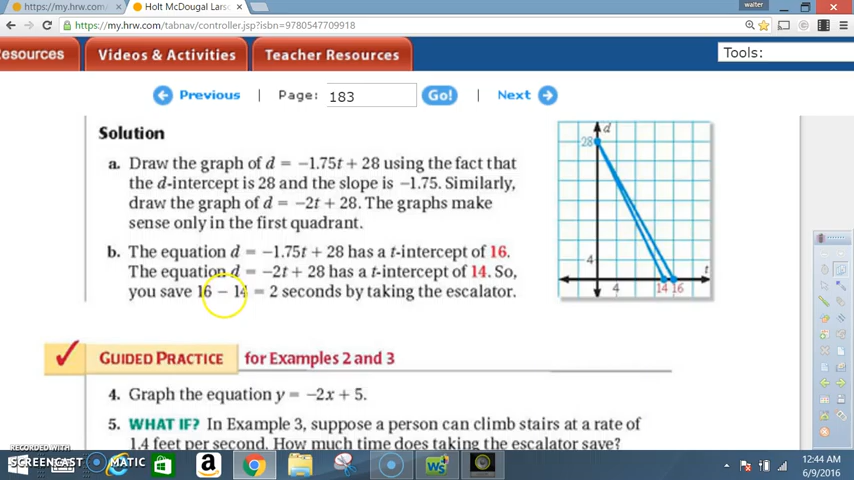 https://my.hrw.com/tabnav/
Holt McDougal Lars
walter
https://my.hrw.com/tabnav/controller.jsp?isbn=9780547709918
esources
Videos & Activities
Teacher Resources
Tools:
Previous | Page: 183 Go! | Next
Solution
a. Draw the graph of d = −1.75t + 28 using the fact that
the d-intercept is 28 and the slope is −1.75. Similarly,
draw the graph of d = −2t + 28. The graphs make
sense only in the first quadrant.
b. The equation d = −1.75t + 28 has a t-intercept of 16.
The equation d = −2t + 28 has a t-intercept of 14. So,
you save 16 − 14 = 2 seconds by taking the escalator.
d
28
4
t
4
14 16
GUIDED PRACTICE for Examples 2 and 3
4. Graph the equation y = −2x + 5.
5. WHAT IF? In Example 3, suppose a person can climb stairs at a rate of
1.4 feet per second. How much time does taking the escalator save?
RECORDED WITH
SCREENCAST MATIC
12:44 AM
6/9/2016